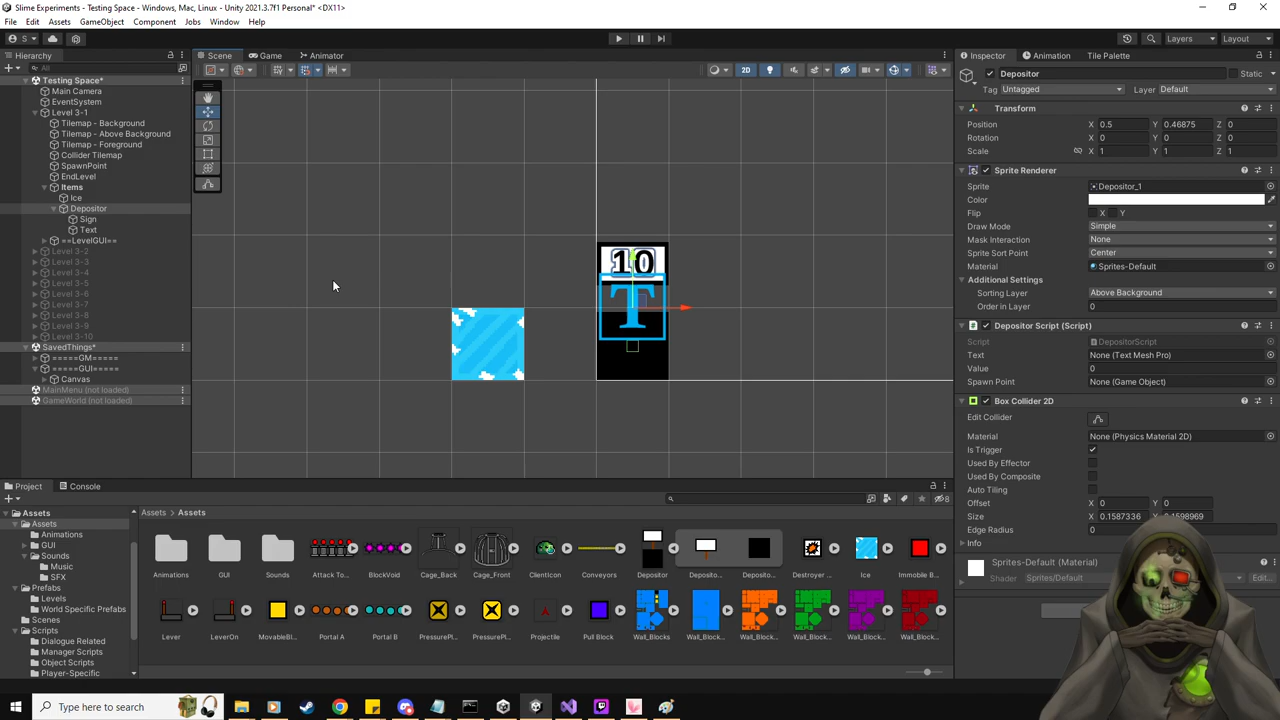 Slime Experiments - Testing Space - Windows, Mac, Linux - Unity 2021.3.7f1 Personal* <DX11>
File Edit Assets GameObject Component Jobs Window Help
S Layers Layout
Hierarchy Scene Game Animator Inspector Animation Tile Palette
All 2D Depositor Static
Testing Space*
Main Camera
EventSystem
Level 3-1
Tilemap - Background
Tilemap - Above Background
Tilemap - Foreground
Collider Tilemap
SpawnPoint
EndLevel
Items
Ice
Depositor
Sign
Text
==LevelGUI==
Level 3-2
Level 3-3
Level 3-4
Level 3-5
Level 3-6
Level 3-7
Level 3-8
Level 3-9
Level 3-10
SavedThings*
=====GM=====
=====GUI=====
Canvas
MainMenu (not loaded)
GameWorld (not loaded)
10
T
Tag Untagged Layer Default
Transform
Position X 0.5 Y 0.46875 Z 0
Rotation X 0 Y 0 Z 0
Scale X 1 Y 1 Z 1
Sprite Renderer
Sprite Depositor_1
Color
Flip X Y
Draw Mode Simple
Mask Interaction None
Sprite Sort Point Center
Material Sprites-Default
Additional Settings
Sorting Layer Above Background
Order in Layer 0
Depositor Script (Script)
Script DepositorScript
Text None (Text Mesh Pro)
Value 0
Spawn Point None (Game Object)
Box Collider 2D
Edit Collider
Material None (Physics Material 2D)
Is Trigger
Used By Effector
Used By Composite
Auto Tiling
Offset X 0 Y 0
Size X 0.1587336 Y 0.1598969
Edge Radius 0
Info
Sprites-Default (Material)
Shader Sprites/Default Edit...
Project Console
8
Assets
Assets
Animations
GUI
Sounds
Music
SFX
Prefabs
Levels
World Specific Prefabs
Scenes
Scripts
Dialogue Related
Manager Scripts
Object Scripts
Player-Specific
Assets > Assets
Animations GUI Sounds Attack To... BlockVoid Cage_Back Cage_Front ClientIcon Conveyors Depositor Deposito... Deposito... Destroyer ... Ice Immobile B...
Lever LeverOn MovableBl... Portal A Portal B PressurePl... PressurePl... Projectile Pull Block Wall_Blocks Wall_Block... Wall_Bloc... Wall_Bloc... Wall_Bloc... Wall_Bloc...
Type here to search